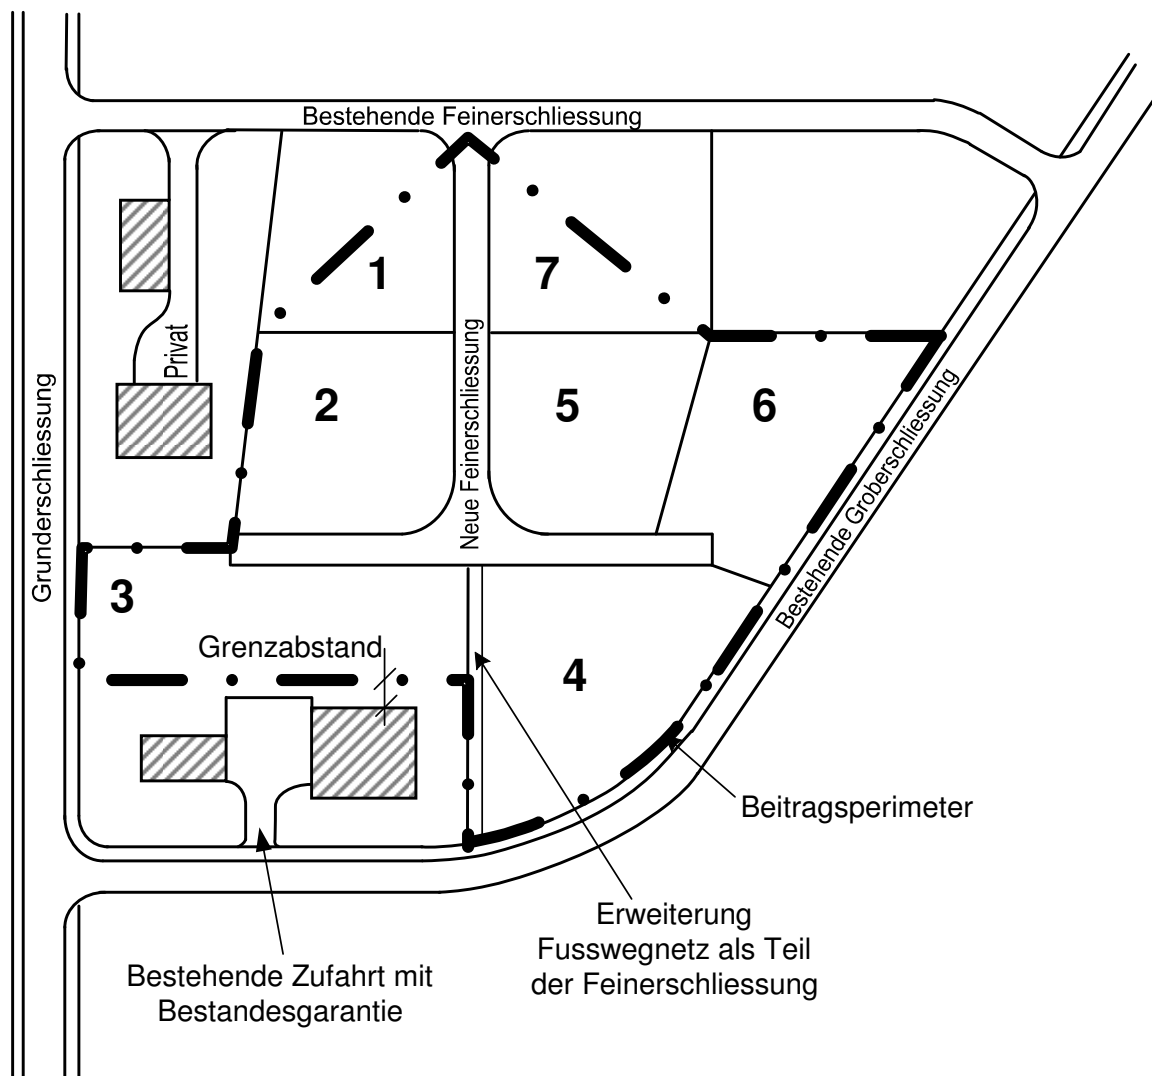 Bestehende Feinerschliessung
1
7
Privat
Neue Feinerschliessung
2
5
6
Grunderschliessung
Bestehende Groberschliessung
3
Grenzabstand
4
Beitragsperimeter
Erweiterung
Fusswegnetz als Teil
der Feinerschliessung
Bestehende Zufahrt mit
Bestandesgarantie